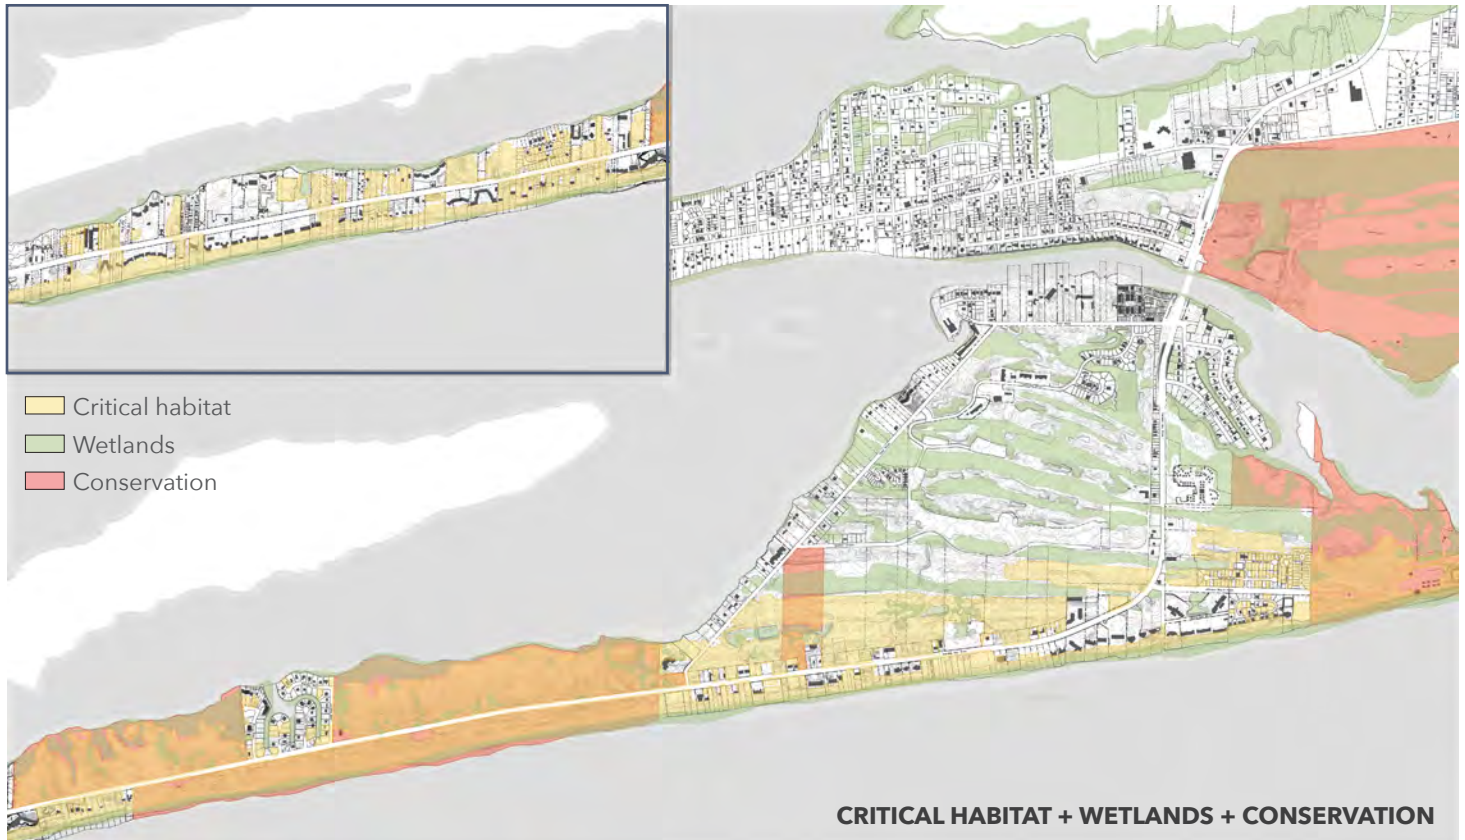 Critical habitat
Wetlands
Conservation
CRITICAL HABITAT + WETLANDS + CONSERVATION